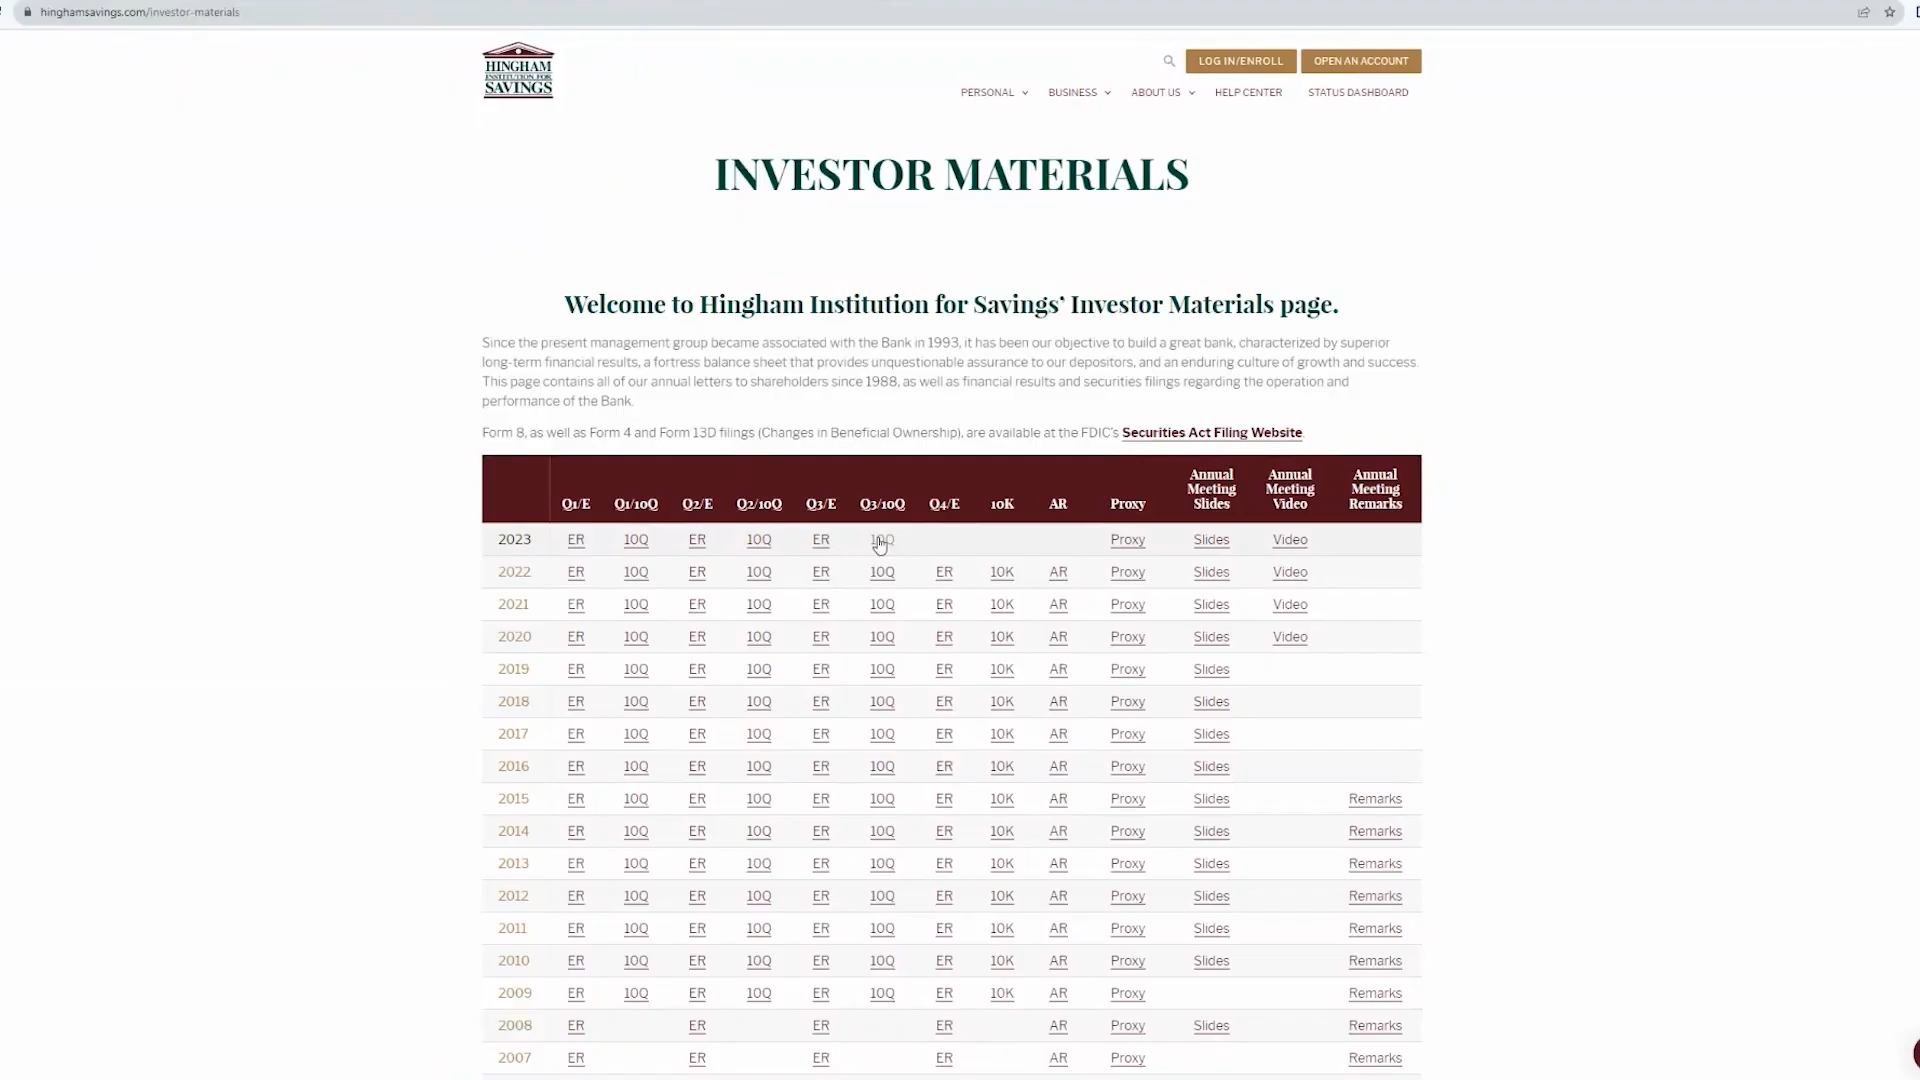 hinghamsavings.com/investor-materials
HINGHAM
INSTITUTION FOR
SAVINGS
LOG IN/ENROLL
OPEN AN ACCOUNT
PERSONAL BUSINESS ABOUT US HELP CENTER STATUS DASHBOARD
INVESTOR MATERIALS
Welcome to Hingham Institution for Savings' Investor Materials page.
Since the present management group became associated with the Bank in 1993, it has been our objective to build a great bank, characterized by superior
long-term financial results, a fortress balance sheet that provides unquestionable assurance to our depositors, and an enduring culture of growth and success.
This page contains all of our annual letters to shareholders since 1988, as well as financial results and securities filings regarding the operation and
performance of the Bank.
Form 8, as well as Form 4 and Form 13D filings (Changes in Beneficial Ownership), are available at the FDIC's Securities Act Filing Website.
Q1/E Q1/10Q Q2/E Q2/10Q Q3/E Q3/10Q Q4/E 10K AR Proxy Annual Meeting Slides Annual Meeting Video Annual Meeting Remarks
2023 ER 10Q ER 10Q ER 10Q Proxy Slides Video
2022 ER 10Q ER 10Q ER 10Q ER 10K AR Proxy Slides Video
2021 ER 10Q ER 10Q ER 10Q ER 10K AR Proxy Slides Video
2020 ER 10Q ER 10Q ER 10Q ER 10K AR Proxy Slides Video
2019 ER 10Q ER 10Q ER 10Q ER 10K AR Proxy Slides
2018 ER 10Q ER 10Q ER 10Q ER 10K AR Proxy Slides
2017 ER 10Q ER 10Q ER 10Q ER 10K AR Proxy Slides
2016 ER 10Q ER 10Q ER 10Q ER 10K AR Proxy Slides
2015 ER 10Q ER 10Q ER 10Q ER 10K AR Proxy Slides Remarks
2014 ER 10Q ER 10Q ER 10Q ER 10K AR Proxy Slides Remarks
2013 ER 10Q ER 10Q ER 10Q ER 10K AR Proxy Slides Remarks
2012 ER 10Q ER 10Q ER 10Q ER 10K AR Proxy Slides Remarks
2011 ER 10Q ER 10Q ER 10Q ER 10K AR Proxy Slides Remarks
2010 ER 10Q ER 10Q ER 10Q ER 10K AR Proxy Slides Remarks
2009 ER 10Q ER 10Q ER 10Q ER 10K AR Proxy Remarks
2008 ER ER ER ER AR Proxy Slides Remarks
2007 ER ER ER ER AR Proxy Remarks